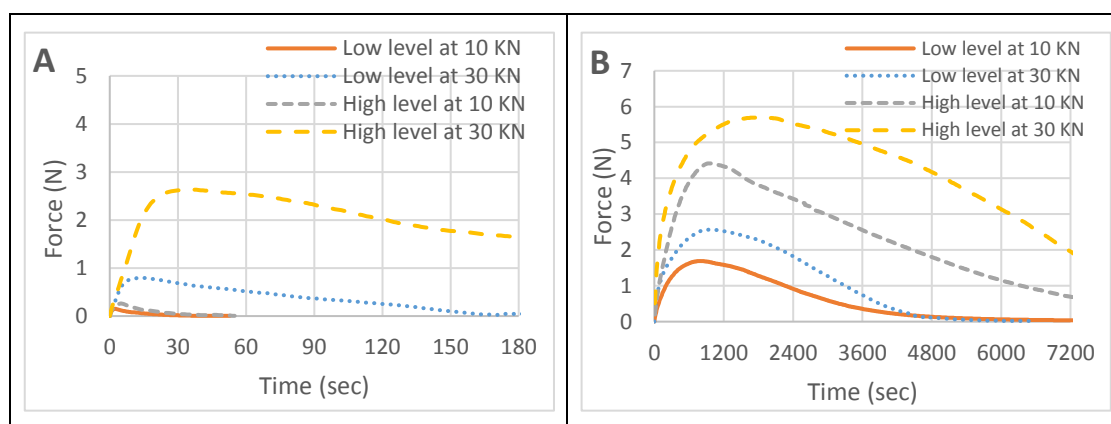 A
Low level at 10 KN
Low level at 30 KN
High level at 10 KN
High level at 30 KN
5
4
3
2
1
0
Force (N)
0 30 60 90 120 150 180
Time (sec)
B
Low level at 10 KN
Low level at 30 KN
High level at 10 KN
High level at 30 KN
7
6
5
4
3
2
1
0
Force (N)
0 1200 2400 3600 4800 6000 7200
Time (sec)